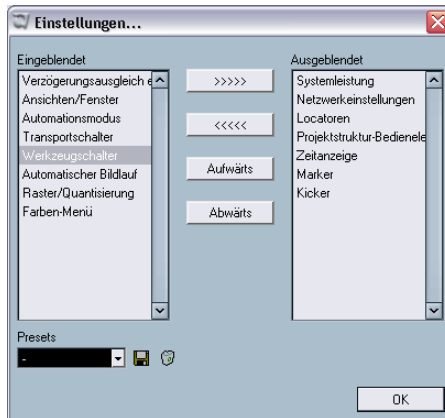 Einstellungen...
Eingeblendet
Verzögerungsausgleich e
Ansichten/Fenster
Automationsmodus
Transportschalter
Werkzeugschalter
Automatischer Bildlauf
Raster/Quantisierung
Farben-Menü
>>>>>
<<<<<
Aufwärts
Abwärts
Ausgeblendet
Systemleistung
Netzwerkeinstellungen
Locatoren
Projektstruktur-Bedienele
Zeitanzeige
Marker
Kicker
Presets
-
OK